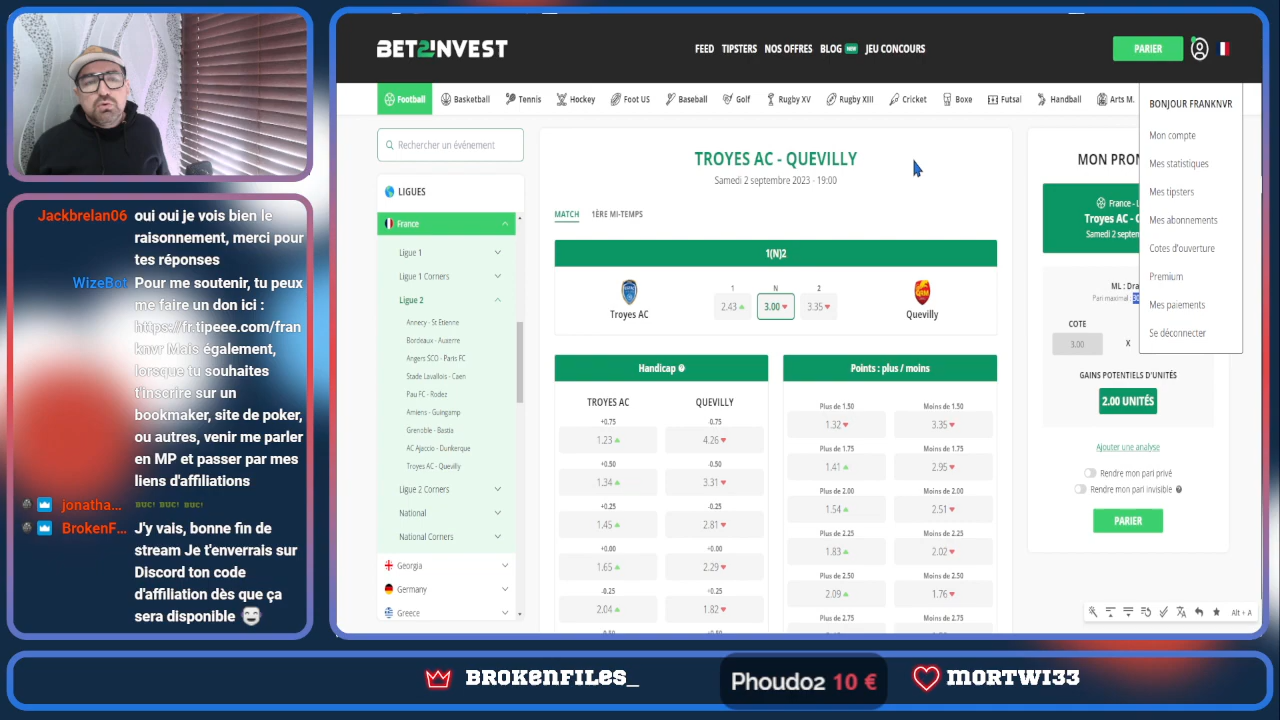 Jackbrelan06 oui oui je vois bien le
raisonnement, merci pour
tes réponses
WizeBot Pour me soutenir, tu peux
me faire un don ici :
https://fr.tipeee.com/fran
knvr Mais également,
lorsque tu souhaites
t'inscrire sur un
bookmaker, site de poker,
ou autres, venir me parler
en MP et passer par mes
liens d'affiliations
jonatha... BUC! BUC! BUC!
BrokenF... J'y vais, bonne fin de
stream Je t'enverrais sur
Discord ton code
d'affiliation dès que ça
sera disponible
BET2INVEST
FEED TIPSTERS NOS OFFRES BLOG NEW JEU CONCOURS
PARIER
Football Basketball Tennis Hockey Foot US Baseball Golf Rugby XV Rugby XIII Cricket Boxe Futsal Handball Arts M.
Rechercher un événement
LIGUES
France
Ligue 1
Ligue 1 Corners
Ligue 2
Annecy - St Etienne
Bordeaux - Auxerre
Angers SCO - Paris FC
Stade Lavallois - Caen
Pau FC - Rodez
Amiens - Guingamp
Grenoble - Bastia
AC Ajaccio - Dunkerque
Troyes AC - Quevilly
Ligue 2 Corners
National
National Corners
Georgia
Germany
Greece
TROYES AC - QUEVILLY
Samedi 2 septembre 2023 - 19:00
MATCH 1ÈRE MI-TEMPS
1(N)2
1 N 2
2.43 3.00 3.35
Troyes AC Quevilly
Handicap
TROYES AC QUEVILLY
+0.75 -0.75
1.23 4.26
+0.50 -0.50
1.34 3.31
+0.25 -0.25
1.45 2.81
+0.00 +0.00
1.65 2.29
-0.25 +0.25
2.04 1.82
Points : plus / moins
Plus de 1.50 Moins de 1.50
1.32 3.35
Plus de 1.75 Moins de 1.75
1.41 2.95
Plus de 2.00 Moins de 2.00
1.54 2.51
Plus de 2.25 Moins de 2.25
1.83 2.02
Plus de 2.50 Moins de 2.50
2.09 1.76
Plus de 2.75 Moins de 2.75
MON PRON
France - L
Troyes AC - Q
Samedi 2 septem
ML : Dra
Pari maximal :
COTE
3.00 X
GAINS POTENTIELS D'UNITÉS
2.00 UNITÉS
Ajouter une analyse
Rendre mon pari privé
Rendre mon pari invisible
PARIER
BONJOUR FRANKNVR
Mon compte
Mes statistiques
Mes tipsters
Mes abonnements
Cotes d'ouverture
Premium
Mes paiements
Se déconnecter
Alt + A
BROKENFILES_
Phoudo2 10 €
MORTWI33